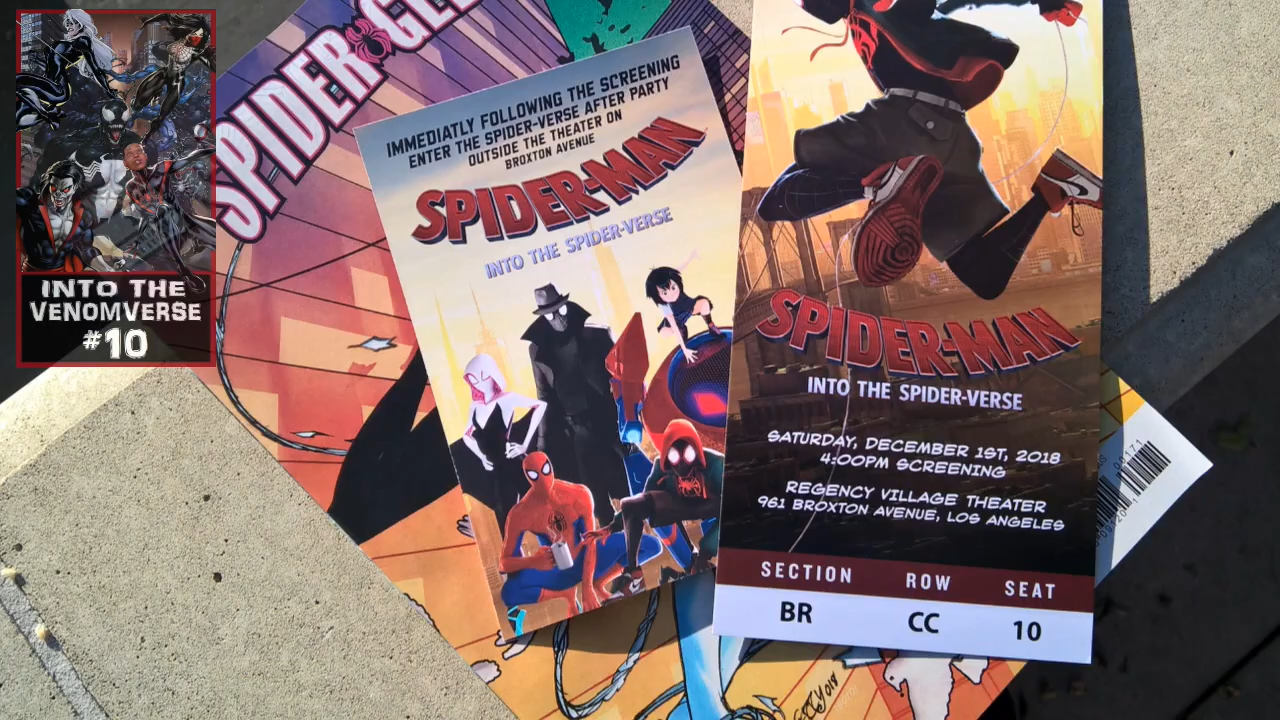 INTO THE
VENOMVERSE
#10
SPIDER
IMMEDIATLY FOLLOWING THE SCREENING
ENTER THE SPIDER-VERSE AFTER PARTY
OUTSIDE THE THEATER ON
BROXTON AVENUE
SPIDER-MAN
INTO THE SPIDER-VERSE
SPIDER-MAN
INTO THE SPIDER-VERSE
SATURDAY, DECEMBER 1ST, 2018
4:00PM SCREENING
REGENCY VILLAGE THEATER
961 BROXTON AVENUE, LOS ANGELES
SECTION ROW SEAT
BR CC 10